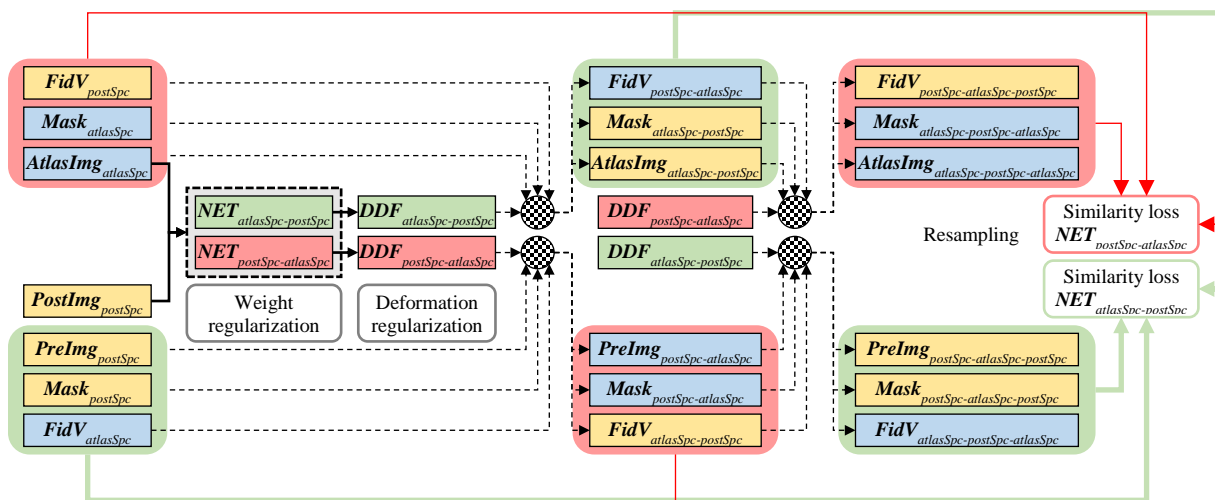 FidV postSpc
Mask atlasSpc
AtlasImg atlasSpc
PostImg postSpc
PreImg postSpc
Mask postSpc
FidV atlasSpc
NET atlasSpc-postSpc
NET postSpc-atlasSpc
Weight
regularization
DDF atlasSpc-postSpc
DDF postSpc-atlasSpc
Deformation
regularization
FidV postSpc-atlasSpc
Mask atlasSpc-postSpc
AtlasImg atlasSpc-postSpc
DDF postSpc-atlasSpc
DDF atlasSpc-postSpc
PreImg postSpc-atlasSpc
Mask postSpc-atlasSpc
FidV atlasSpc-postSpc
FidV postSpc-atlasSpc-postSpc
Mask atlasSpc-postSpc-atlasSpc
AtlasImg atlasSpc-postSpc-atlasSpc
Resampling
PreImg postSpc-atlasSpc-postSpc
Mask postSpc-atlasSpc-postSpc
FidV atlasSpc-postSpc-atlasSpc
Similarity loss
NET postSpc-atlasSpc
Similarity loss
NET atlasSpc-postSpc